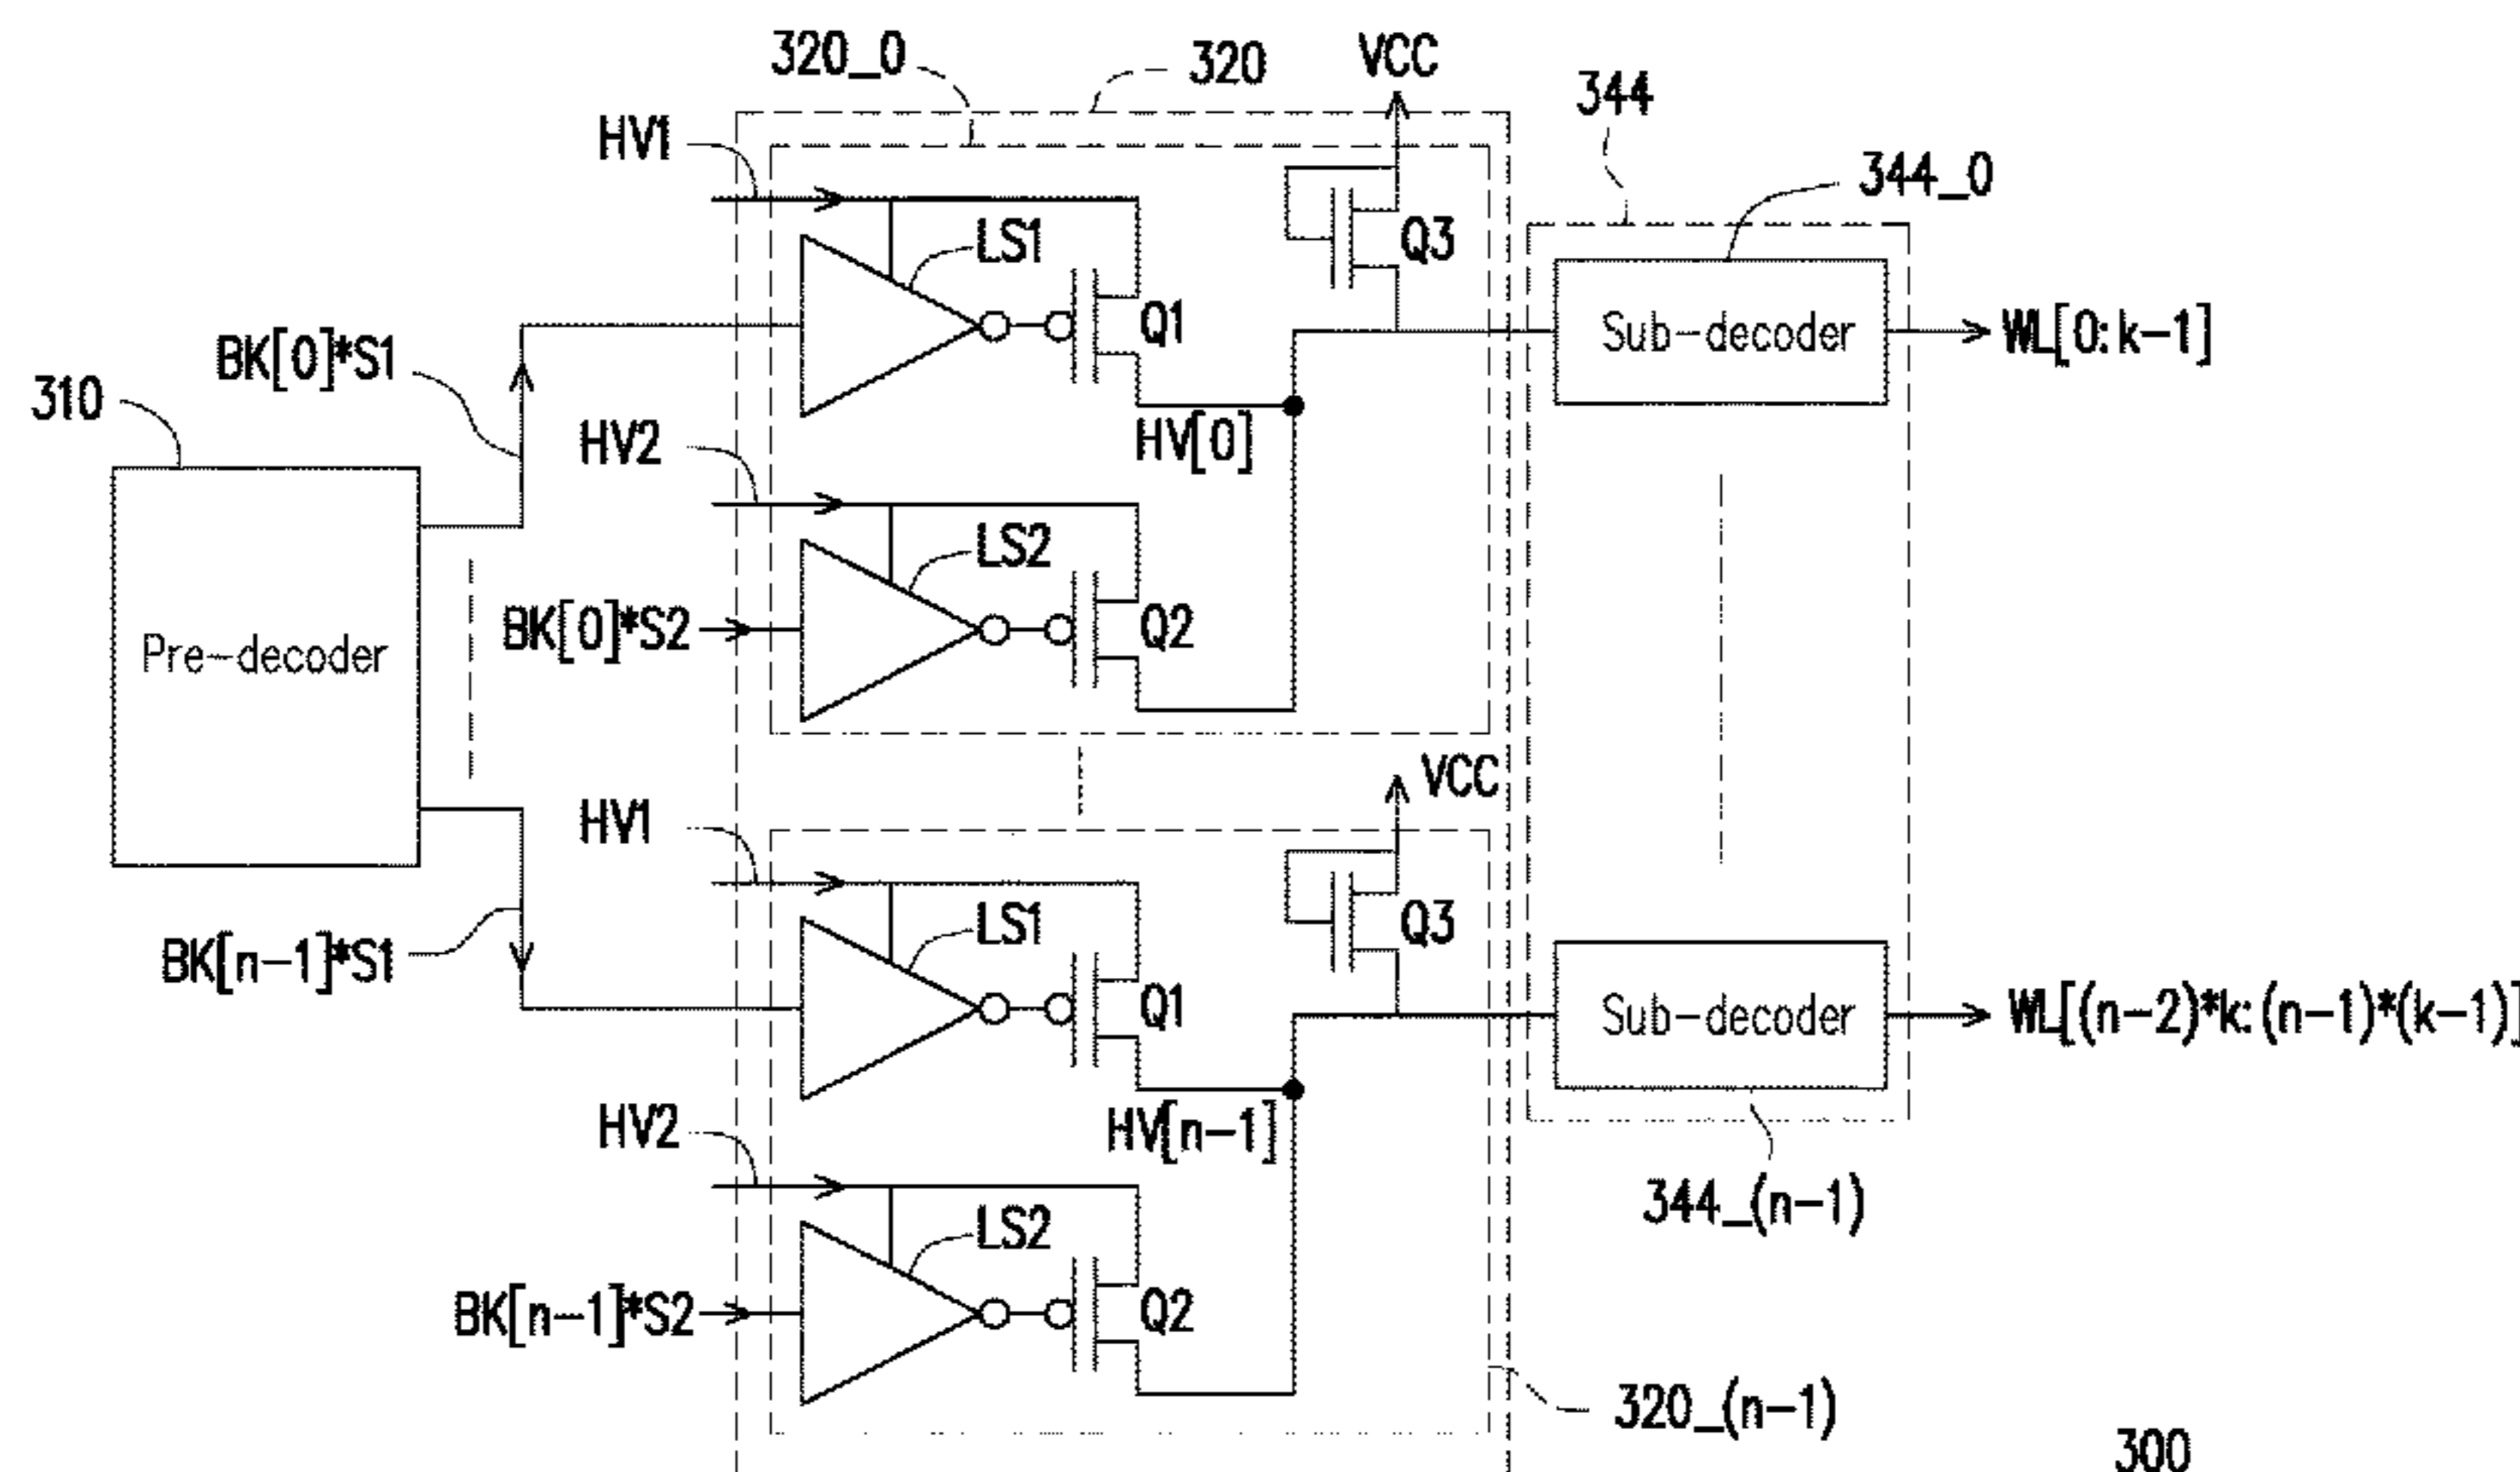 320_0
320
VCC
344
HV1
344_0
LS1
Q3
Q1
Sub-decoder
WL[0:k-1]
BK[0]*S1
310
HV2
HV[0]
LS2
BK[0]*S2
Q2
Pre-decoder
VCC
HV1
LS1
Q3
BK[n-1]*S1
Q1
Sub-decoder
WL[(n-2)*k:(n-1)*(k-1)]
HV2
HV[n-1]
344_(n-1)
LS2
BK[n-1]*S2
Q2
320_(n-1)
300